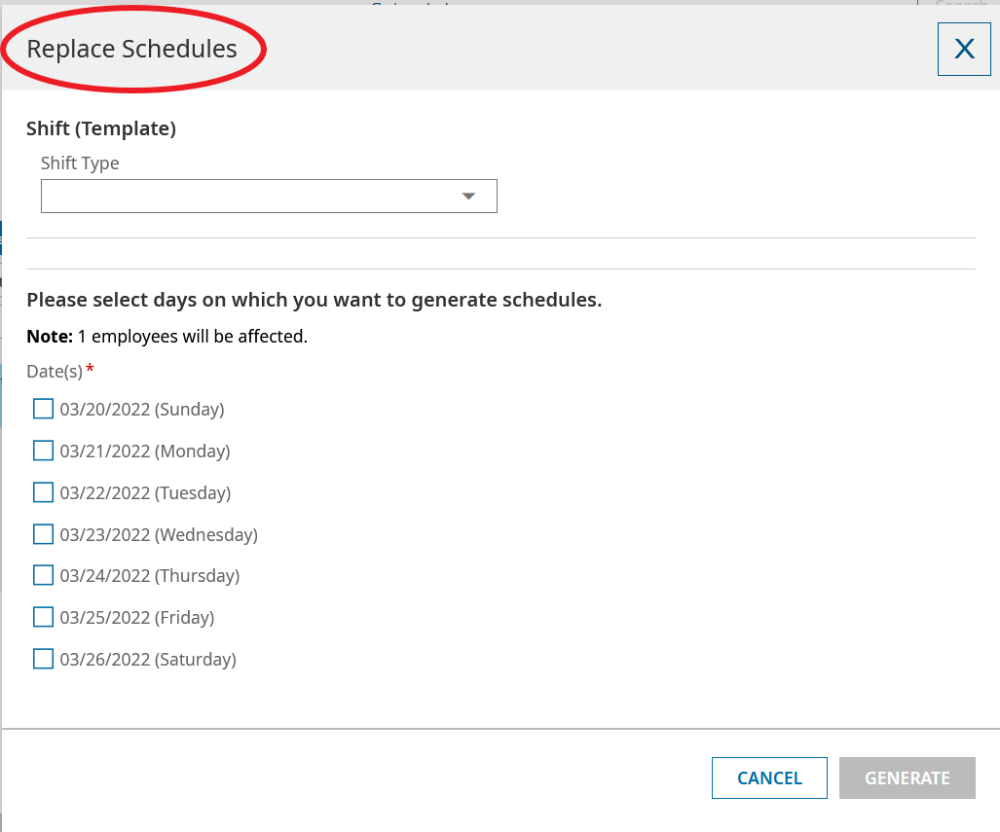 Replace Schedules
X
Shift (Template)
Shift Type
Please select days on which you want to generate schedules.
Note: 1 employees will be affected.
Date(s) *
03/20/2022 (Sunday)
03/21/2022 (Monday)
03/22/2022 (Tuesday)
03/23/2022 (Wednesday)
03/24/2022 (Thursday)
03/25/2022 (Friday)
03/26/2022 (Saturday)
CANCEL GENERATE